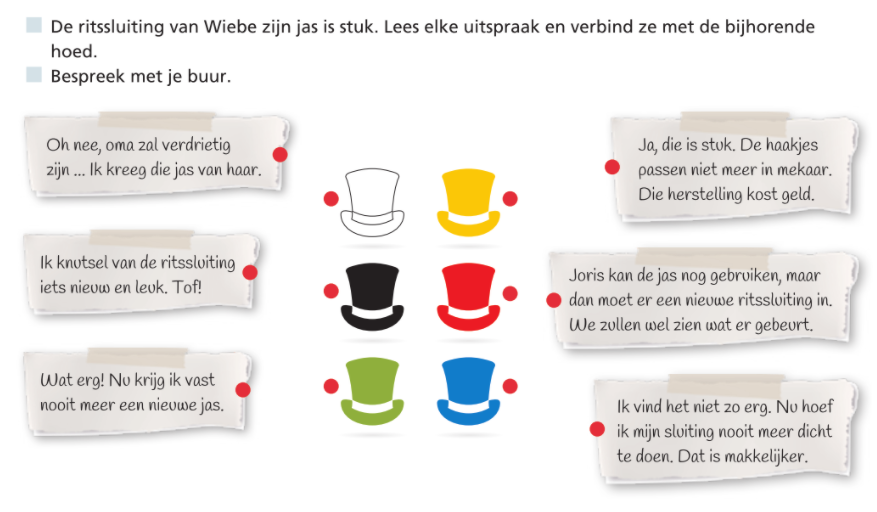 De ritssluiting van Wiebe zijn jas is stuk. Lees elke uitspraak en verbind ze met de bijhorende
hoed.
Bespreek met je buur.
Oh nee, oma zal verdrietig
zijn ... Ik kreeg die jas van haar.
Ik knutsel van de ritssluiting
iets nieuw en leuk. Tof!
Wat erg! Nu krijg ik vast
nooit meer een nieuwe jas.
Ja, die is stuk. De haakjes
passen niet meer in mekaar.
Die herstelling kost geld.
Joris kan de jas nog gebruiken, maar
dan moet er een nieuwe ritssluiting in.
We zullen wel zien wat er gebeurt.
Ik vind het niet zo erg. Nu hoef
ik mijn sluiting nooit meer dicht
te doen. Dat is makkelijker.